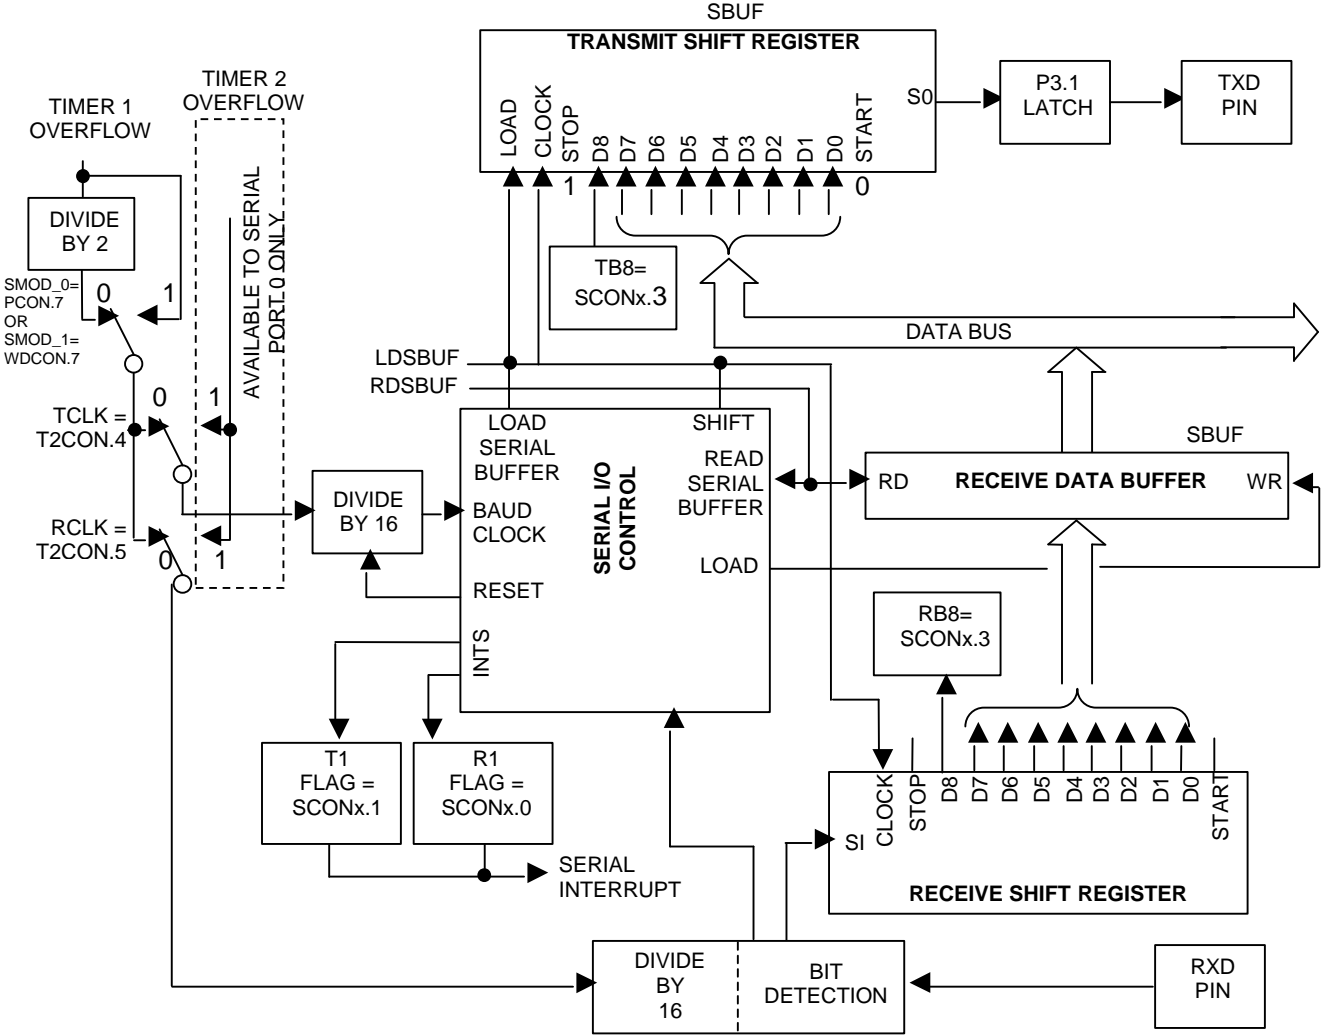 SBUF
TRANSMIT SHIFT REGISTER
LOAD
CLOCK
STOP
D8
D7
D6
D5
D4
D3
D2
D1
D0
START
S0
1
0
P3.1
LATCH
TXD
PIN
TIMER 1
OVERFLOW
TIMER 2
OVERFLOW
AVAILABLE TO SERIAL
PORT 0 ONLY
DIVIDE
BY 2
SMOD_0=
PCON.7
OR
SMOD_1=
WDCON.7
0
1
TB8=
SCONx.3
DATA BUS
LDSBUF
RDSBUF
TCLK =
T2CON.4
0
1
RCLK =
T2CON.5
0
1
DIVIDE
BY 16
LOAD
SERIAL
BUFFER
BAUD
CLOCK
RESET
INTS
SERIAL I/O
CONTROL
SHIFT
READ
SERIAL
BUFFER
LOAD
SBUF
RD
RECEIVE DATA BUFFER
WR
RB8=
SCONx.3
T1
FLAG =
SCONx.1
R1
FLAG =
SCONx.0
SERIAL
INTERRUPT
CLOCK
STOP
D8
D7
D6
D5
D4
D3
D2
D1
D0
START
SI
RECEIVE SHIFT REGISTER
DIVIDE
BY
16
BIT
DETECTION
RXD
PIN